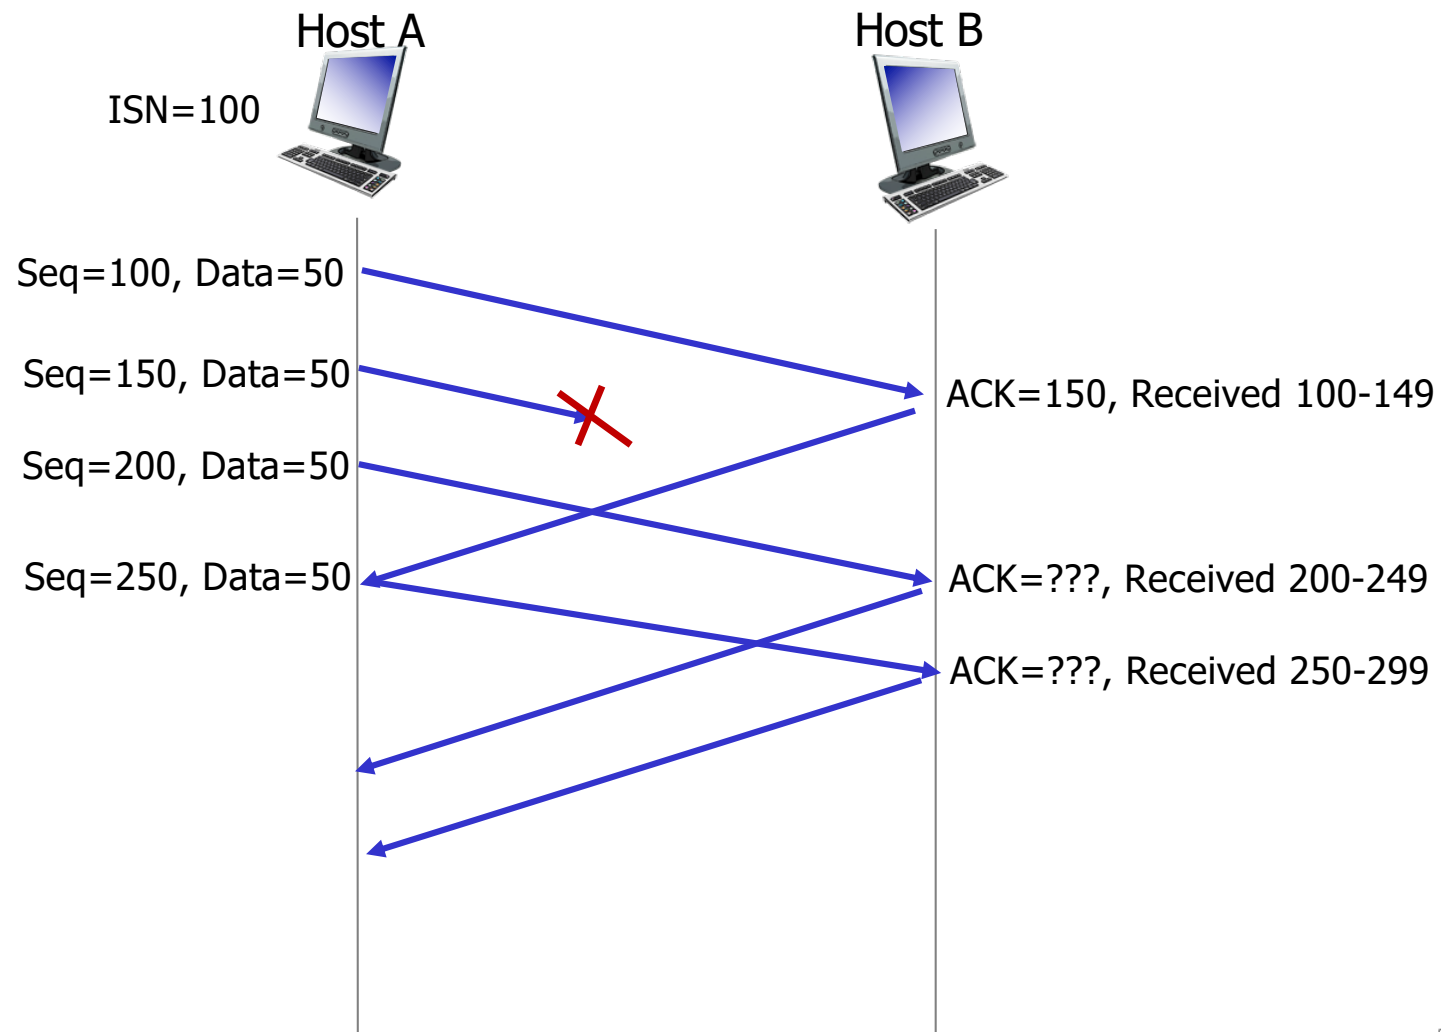 Host A
Host B
ISN=100
Seq=100, Data=50
Seq=150, Data=50
ACK=150, Received 100-149
Seq=200, Data=50
Seq=250, Data=50
ACK=???, Received 200-249
ACK=???, Received 250-299